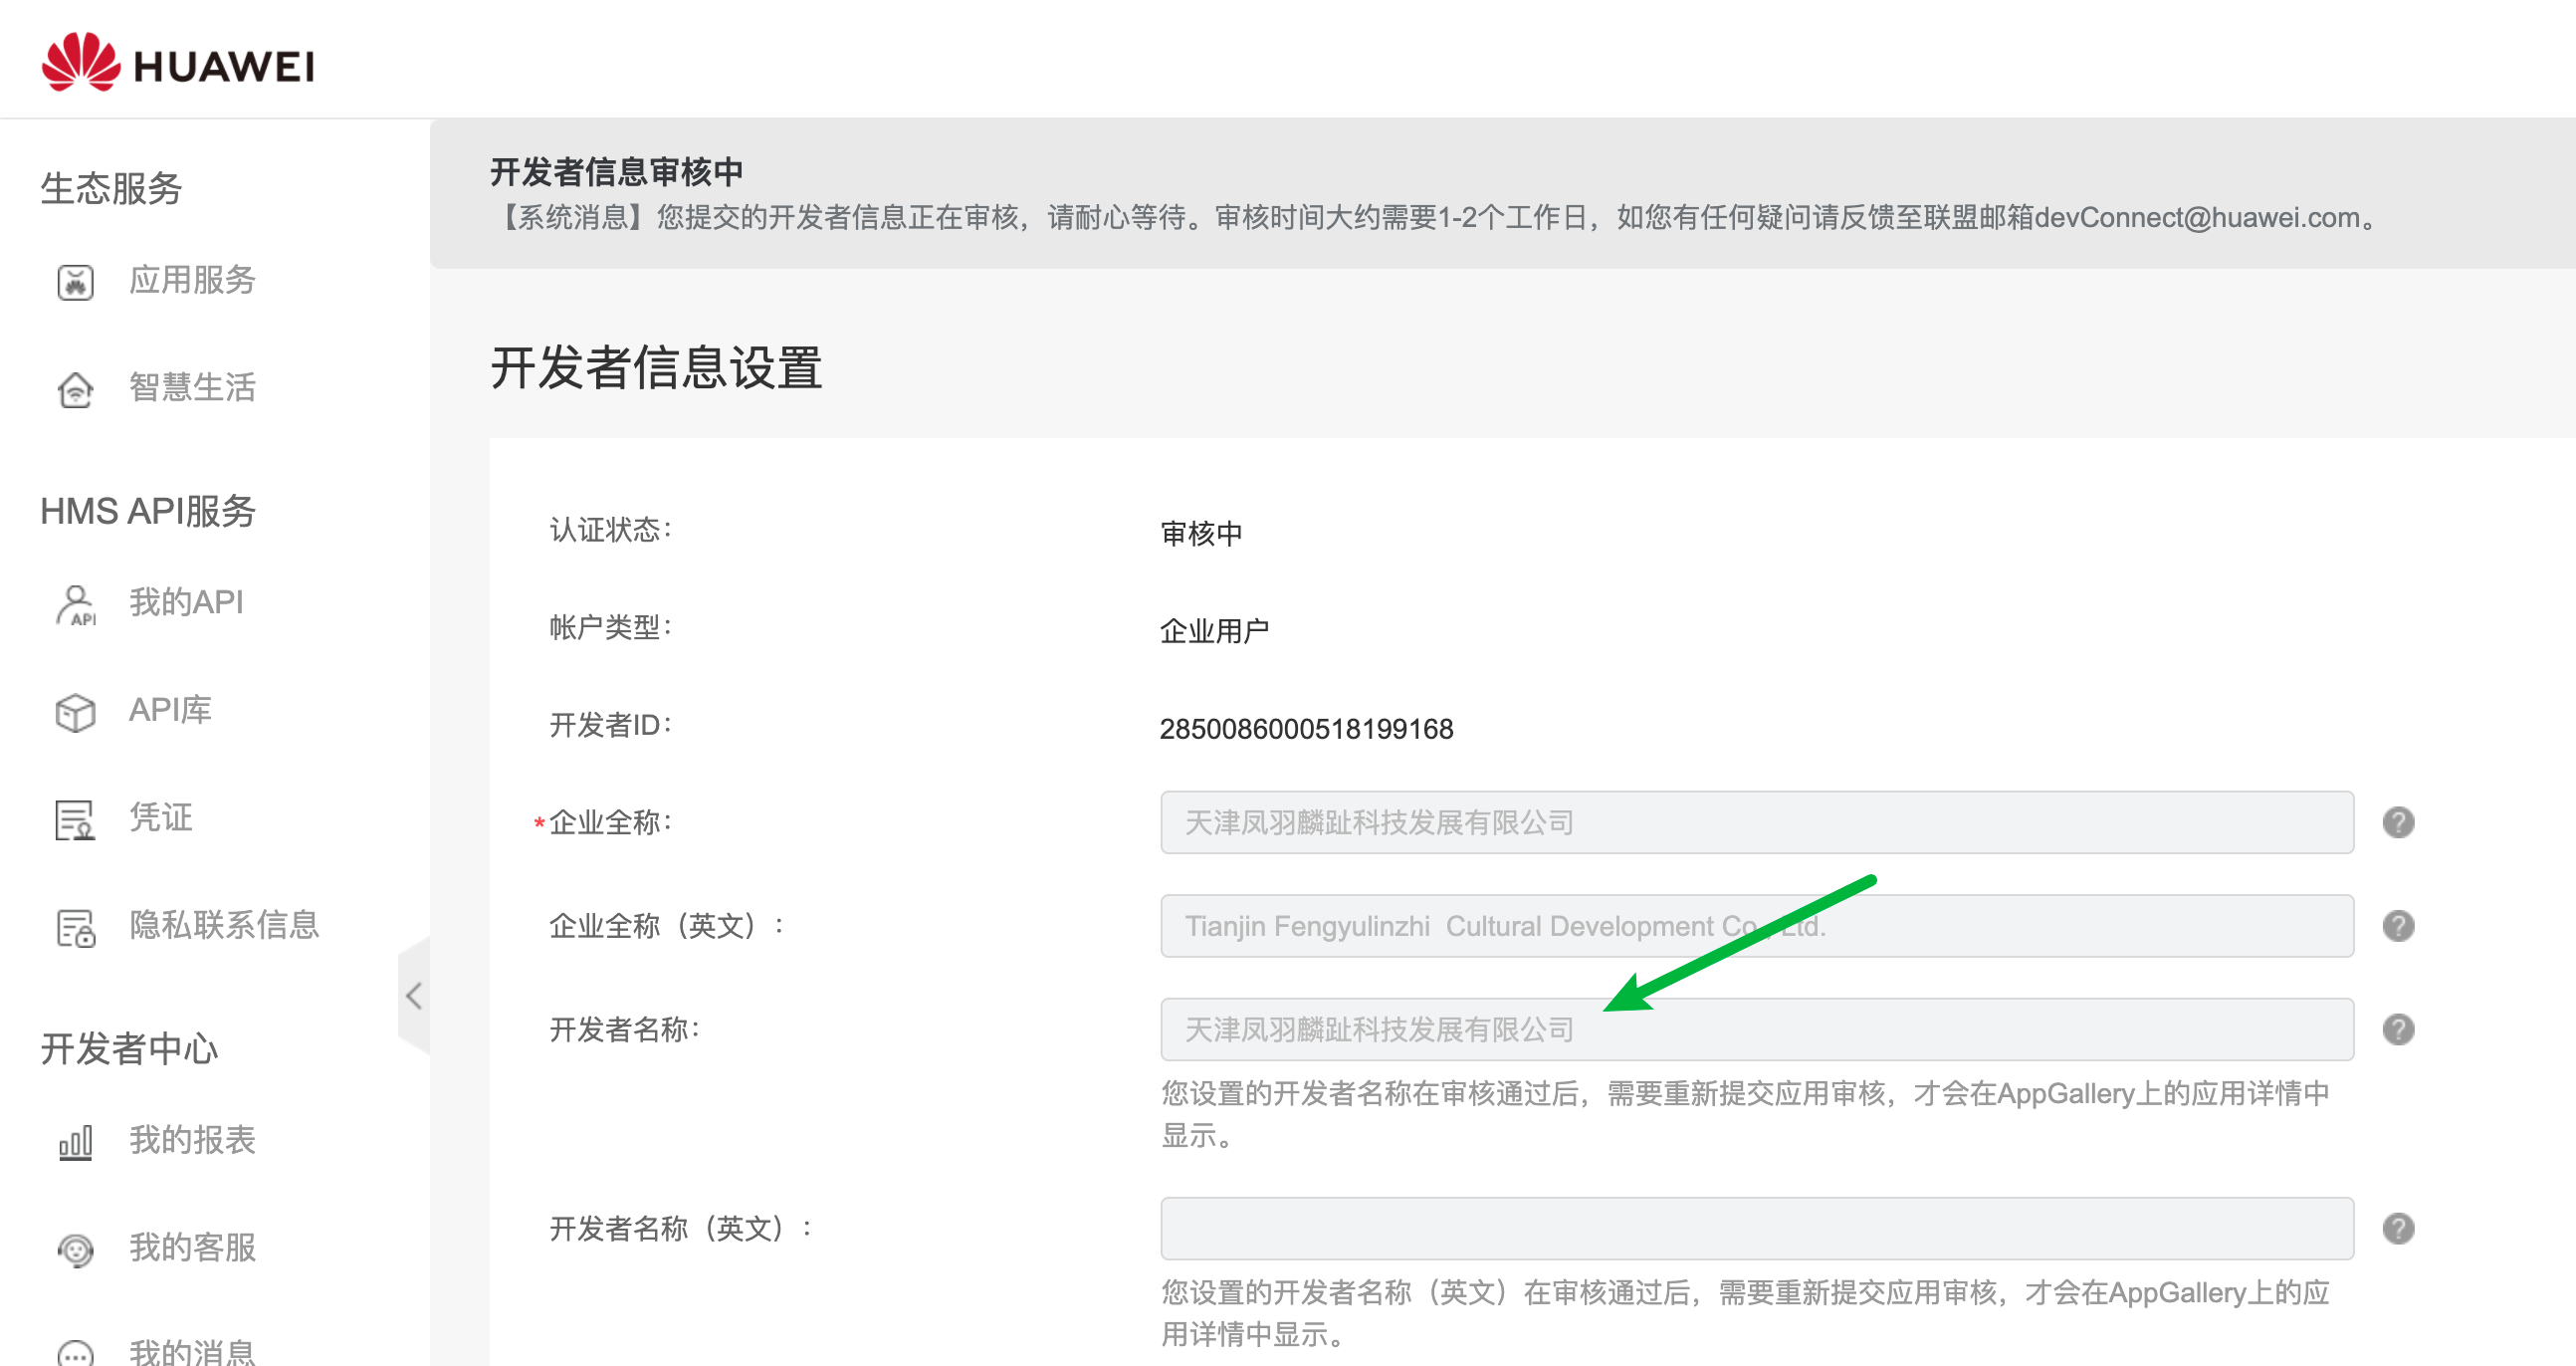 HUAWEI
生态服务
应用服务
智慧生活
HMS API服务
我的API
API库
凭证
隐私联系信息
开发者中心
我的报表
我的客服
我的消息
开发者信息审核中
【系统消息】您提交的开发者信息正在审核，请耐心等待。审核时间大约需要1-2个工作日，如您有任何疑问请反馈至联盟邮箱devConnect@huawei.com。
开发者信息设置
认证状态： 审核中
帐户类型： 企业用户
开发者ID： 2850086000518199168
*企业全称： 天津凤羽麟趾科技发展有限公司
企业全称（英文）： Tianjin Fengyulinzhi  Cultural Development Co., Ltd.
开发者名称： 天津凤羽麟趾科技发展有限公司
您设置的开发者名称在审核通过后，需要重新提交应用审核，才会在AppGallery上的应用详情中
显示。
开发者名称（英文）：
您设置的开发者名称（英文）在审核通过后，需要重新提交应用审核，才会在AppGallery上的应
用详情中显示。